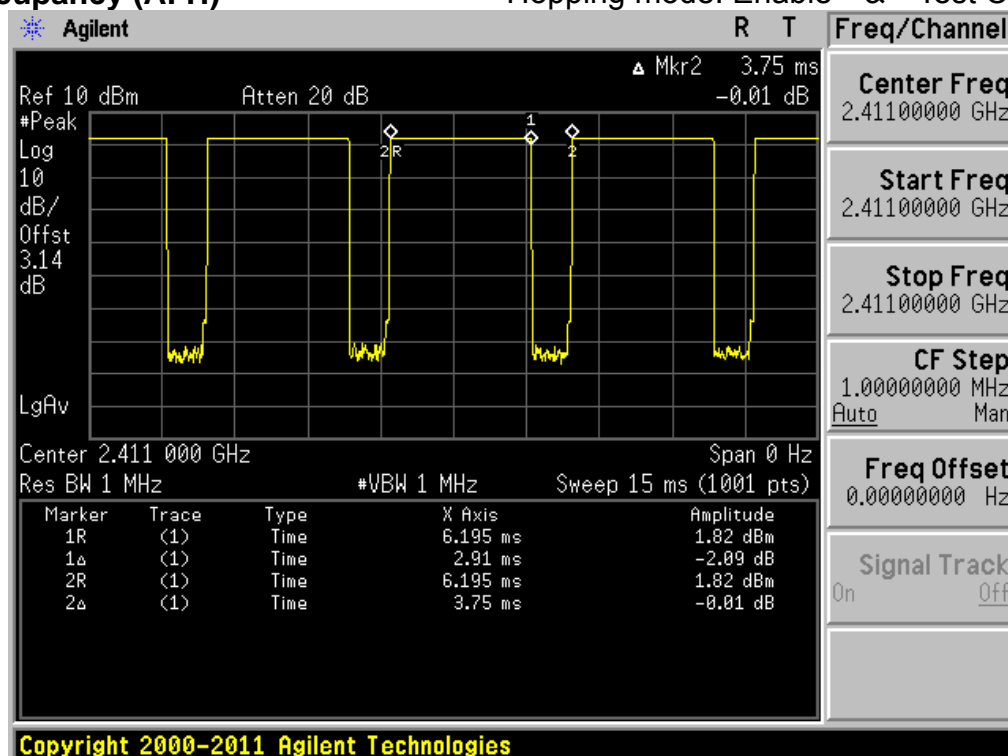 Agilent R T Freq/Channel
Δ Mkr2 3.75 ms
Ref 10 dBm Atten 20 dB -0.01 dB
#Peak
Log
10
dB/
Offst
3.14
dB
LgAv
1
2R
2
Center 2.411 000 GHz Span 0 Hz
Res BW 1 MHz #VBW 1 MHz Sweep 15 ms (1001 pts)
Marker Trace Type X Axis Amplitude
1R (1) Time 6.195 ms 1.82 dBm
1Δ (1) Time 2.91 ms -2.09 dB
2R (1) Time 6.195 ms 1.82 dBm
2Δ (1) Time 3.75 ms -0.01 dB
Center Freq
2.41100000 GHz
Start Freq
2.41100000 GHz
Stop Freq
2.41100000 GHz
CF Step
1.00000000 MHz
Auto Man
Freq Offset
0.00000000 Hz
Signal Track
On Off
Copyright 2000-2011 Agilent Technologies